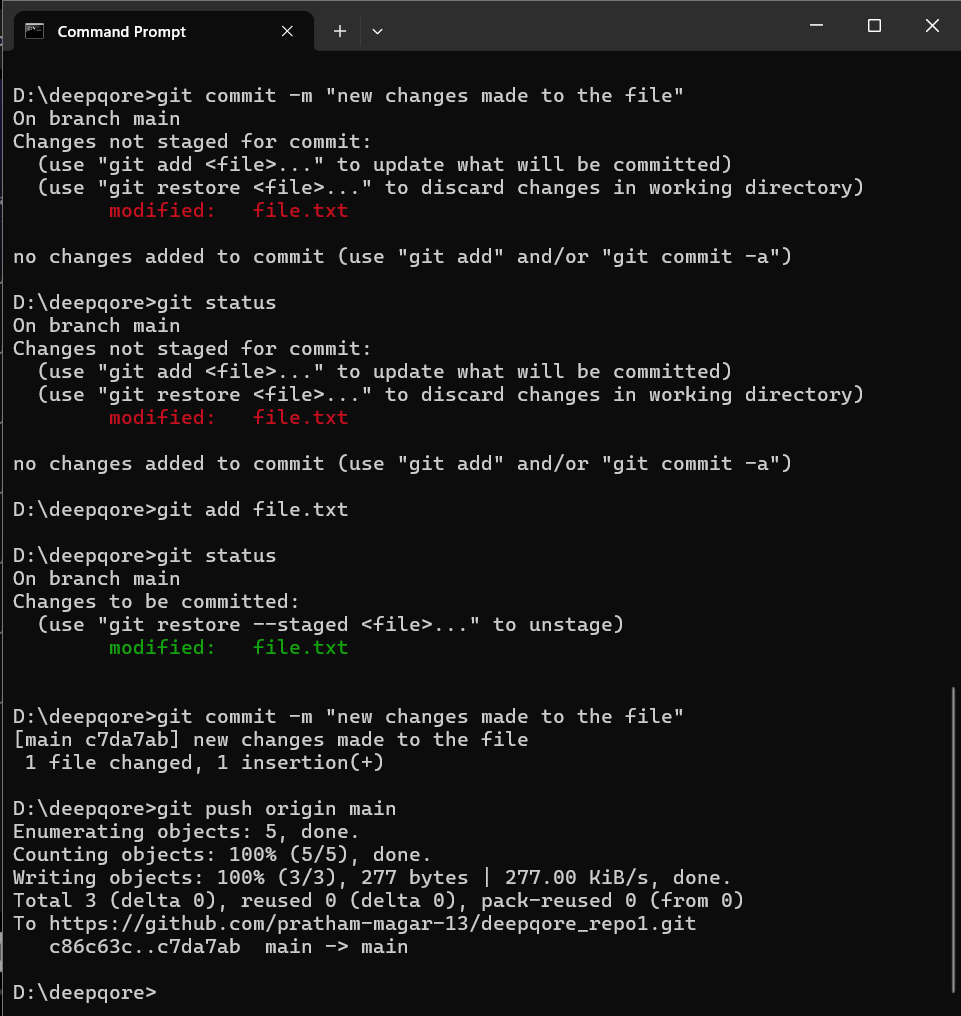 Command Prompt
D:\deepqore>git commit -m "new changes made to the file"
On branch main
Changes not staged for commit:
  (use "git add <file>..." to update what will be committed)
  (use "git restore <file>..." to discard changes in working directory)
        modified:   file.txt
no changes added to commit (use "git add" and/or "git commit -a")
D:\deepqore>git status
On branch main
Changes not staged for commit:
  (use "git add <file>..." to update what will be committed)
  (use "git restore <file>..." to discard changes in working directory)
        modified:   file.txt
no changes added to commit (use "git add" and/or "git commit -a")
D:\deepqore>git add file.txt
D:\deepqore>git status
On branch main
Changes to be committed:
  (use "git restore --staged <file>..." to unstage)
        modified:   file.txt
D:\deepqore>git commit -m "new changes made to the file"
[main c7da7ab] new changes made to the file
 1 file changed, 1 insertion(+)
D:\deepqore>git push origin main
Enumerating objects: 5, done.
Counting objects: 100% (5/5), done.
Writing objects: 100% (3/3), 277 bytes | 277.00 KiB/s, done.
Total 3 (delta 0), reused 0 (delta 0), pack-reused 0 (from 0)
To https://github.com/pratham-magar-13/deepqore_repo1.git
   c86c63c..c7da7ab  main -> main
D:\deepqore>